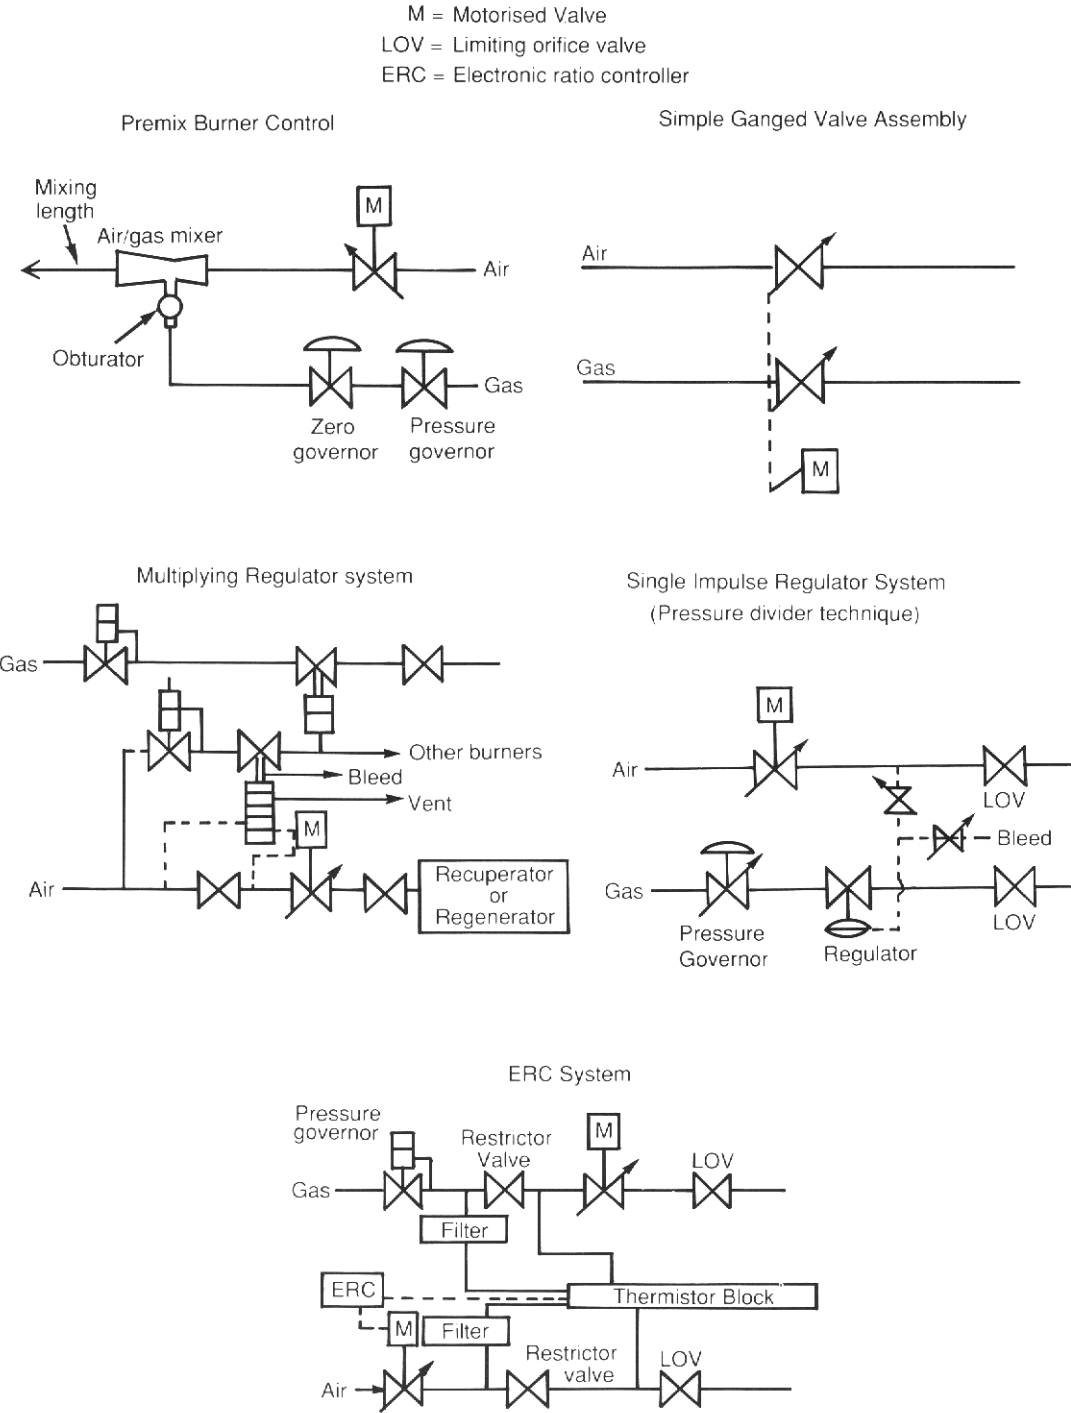 M = Motorised Valve
LOV = Limiting orifice valve
ERC = Electronic ratio controller
Premix Burner Control
Mixing
length
Air/gas mixer
M
Air
Obturator
Gas
Zero
governor
Pressure
governor
Simple Ganged Valve Assembly
Air
Gas
M
Multiplying Regulator system
Gas
Other burners
Bleed
Vent
M
Air
Recuperator
or
Regenerator
Single Impulse Regulator System
(Pressure divider technique)
M
Air
LOV
Bleed
Gas
LOV
Pressure
Governor
Regulator
ERC System
Pressure
governor
Restrictor
Valve
M
LOV
Gas
Filter
ERC
Thermistor Block
M
Filter
Restrictor
valve
LOV
Air